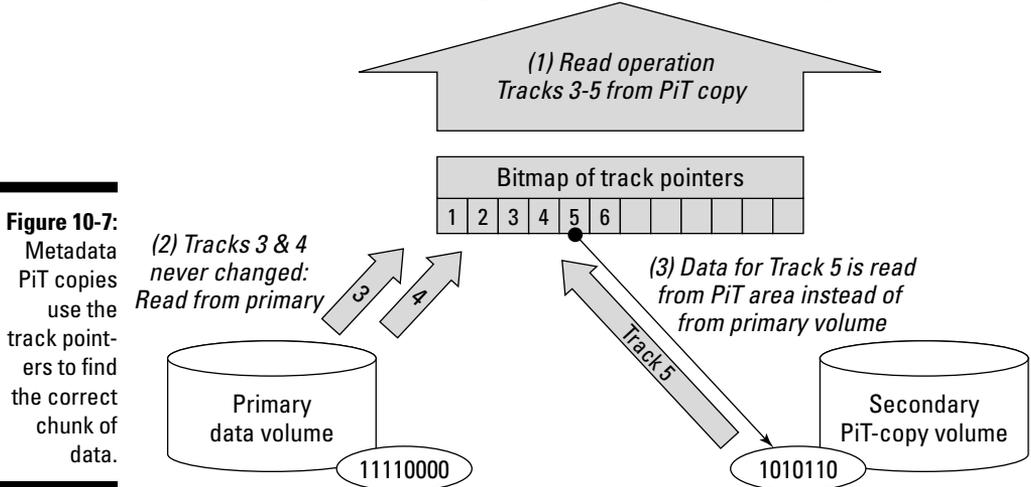 (1) Read operation
Tracks 3-5 from PiT copy
Bitmap of track pointers
1 2 3 4 5 6
Figure 10-7:
Metadata
PiT copies
use the
track point-
ers to find
the correct
chunk of
data.
(2) Tracks 3 & 4
never changed:
Read from primary
3
4
(3) Data for Track 5 is read
from PiT area instead of
from primary volume
Track 5
Primary
data volume
11110000
Secondary
PiT-copy volume
1010110